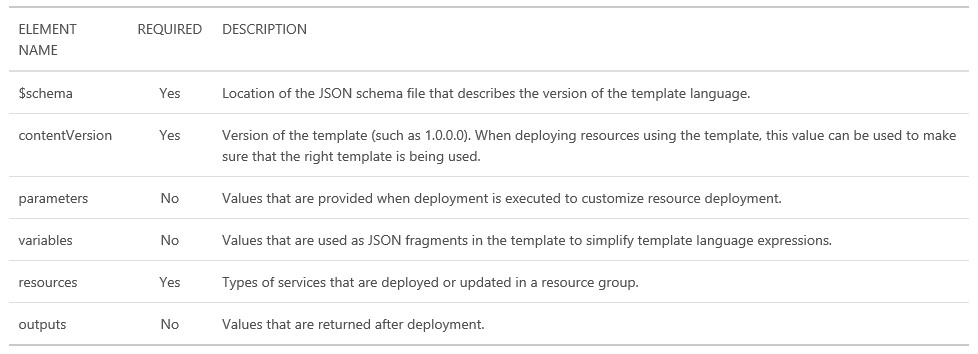 ELEMENT NAME REQUIRED DESCRIPTION
$schema Yes Location of the JSON schema file that describes the version of the template language.
contentVersion Yes Version of the template (such as 1.0.0.0). When deploying resources using the template, this value can be used to make
sure that the right template is being used.
parameters No Values that are provided when deployment is executed to customize resource deployment.
variables No Values that are used as JSON fragments in the template to simplify template language expressions.
resources Yes Types of services that are deployed or updated in a resource group.
outputs No Values that are returned after deployment.